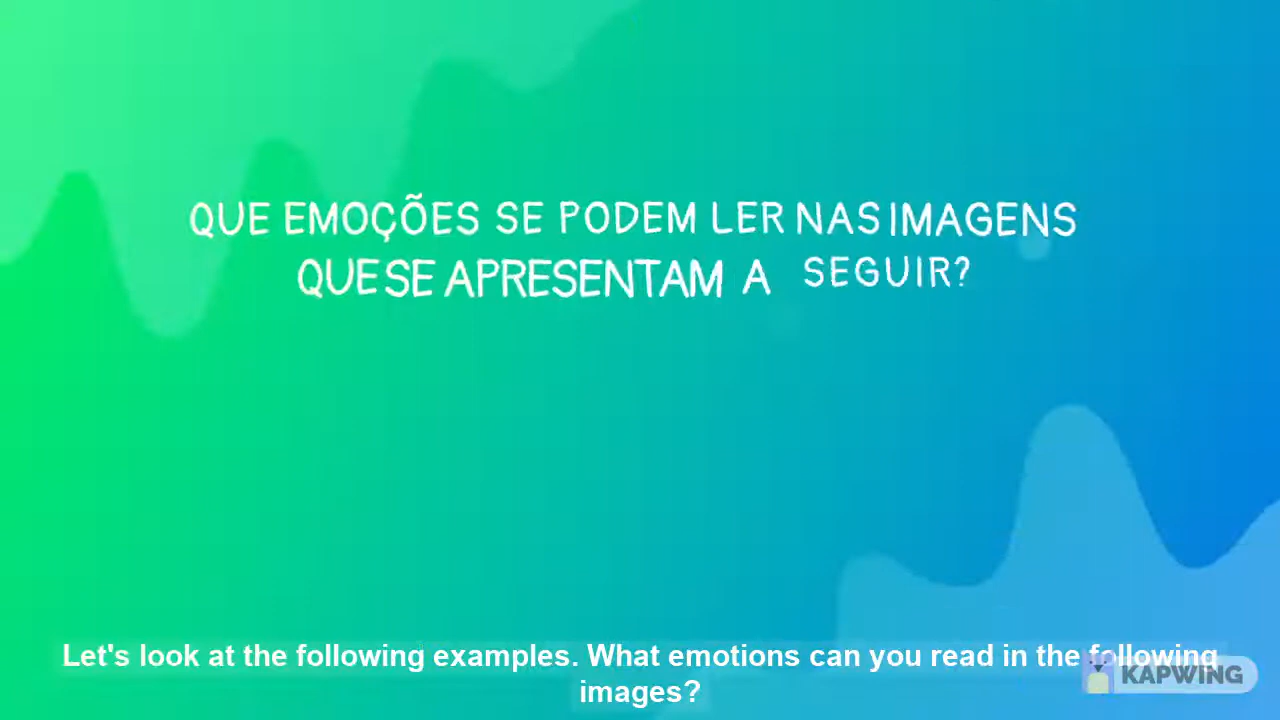 QUE EMOÇÕES SE PODEM LER NAS IMAGENS
QUE SE APRESENTAM A SEGUIR?
Let's look at the following examples. What emotions can you read in the following
images?
KAPWING